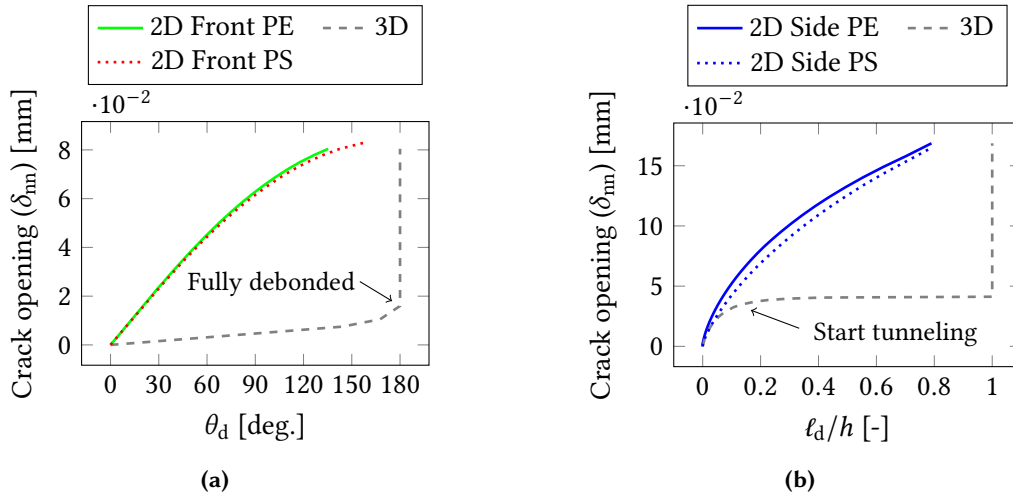 2D Front PE 3D
2D Front PS
·10⁻²
Crack opening (δnn) [mm]
8
6
4
2
0
Fully debonded
0 30 60 90 120 150 180
θd [deg.]
(a)
2D Side PE 3D
2D Side PS
·10⁻²
Crack opening (δnn) [mm]
15
10
5
0
Start tunneling
0 0.2 0.4 0.6 0.8 1
ℓd/h [-]
(b)